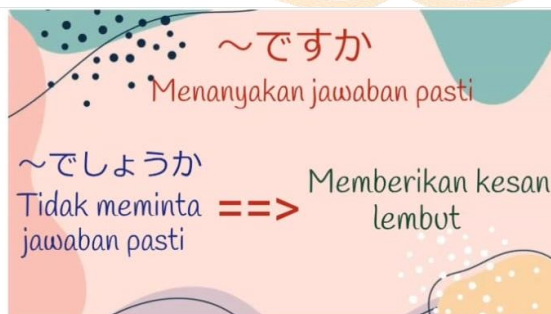 ～ですか
Menanyakan jawaban pasti
～でしょうか
Tidak meminta
jawaban pasti
==>
Memberikan kesan
lembut